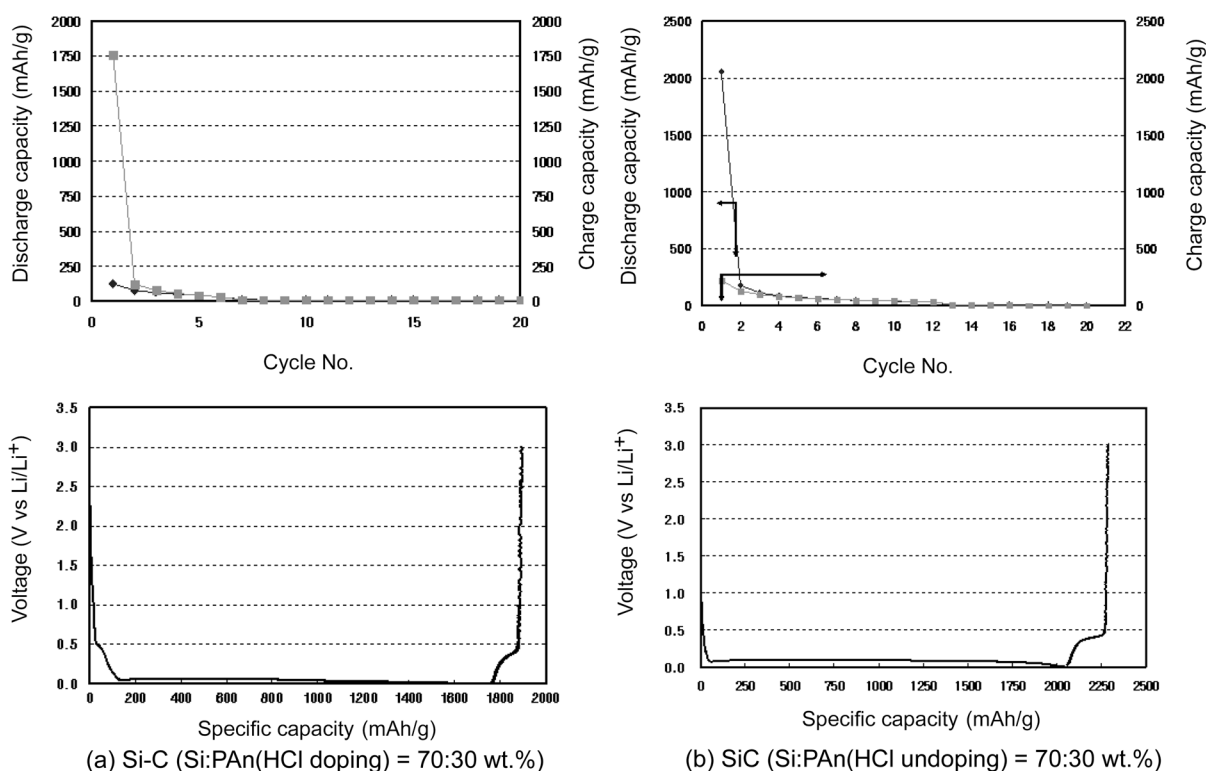 2000
1750
1500
1250
1000
750
500
250
0
Discharge capacity (mAh/g)
2000
1750
1500
1250
1000
750
500
250
0
Charge capacity (mAh/g)
0 5 10 15 20
Cycle No.
2500
2000
1500
1000
500
0
Discharge capacity (mAh/g)
2500
2000
1500
1000
500
0
Charge capacity (mAh/g)
0 2 4 6 8 10 12 14 16 18 20 22
Cycle No.
3.5
3.0
2.5
2.0
1.5
1.0
0.5
0.0
Voltage (V vs Li/Li+)
0 200 400 600 800 1000 1200 1400 1600 1800 2000
Specific capacity (mAh/g)
(a) Si-C (Si:PAn(HCl doping) = 70:30 wt.%)
3.5
3.0
2.5
2.0
1.5
1.0
0.5
0.0
Voltage (V vs Li/Li+)
0 250 500 750 1000 1250 1500 1750 2000 2250 2500
Specific capacity (mAh/g)
(b) SiC (Si:PAn(HCl undoping) = 70:30 wt.%)